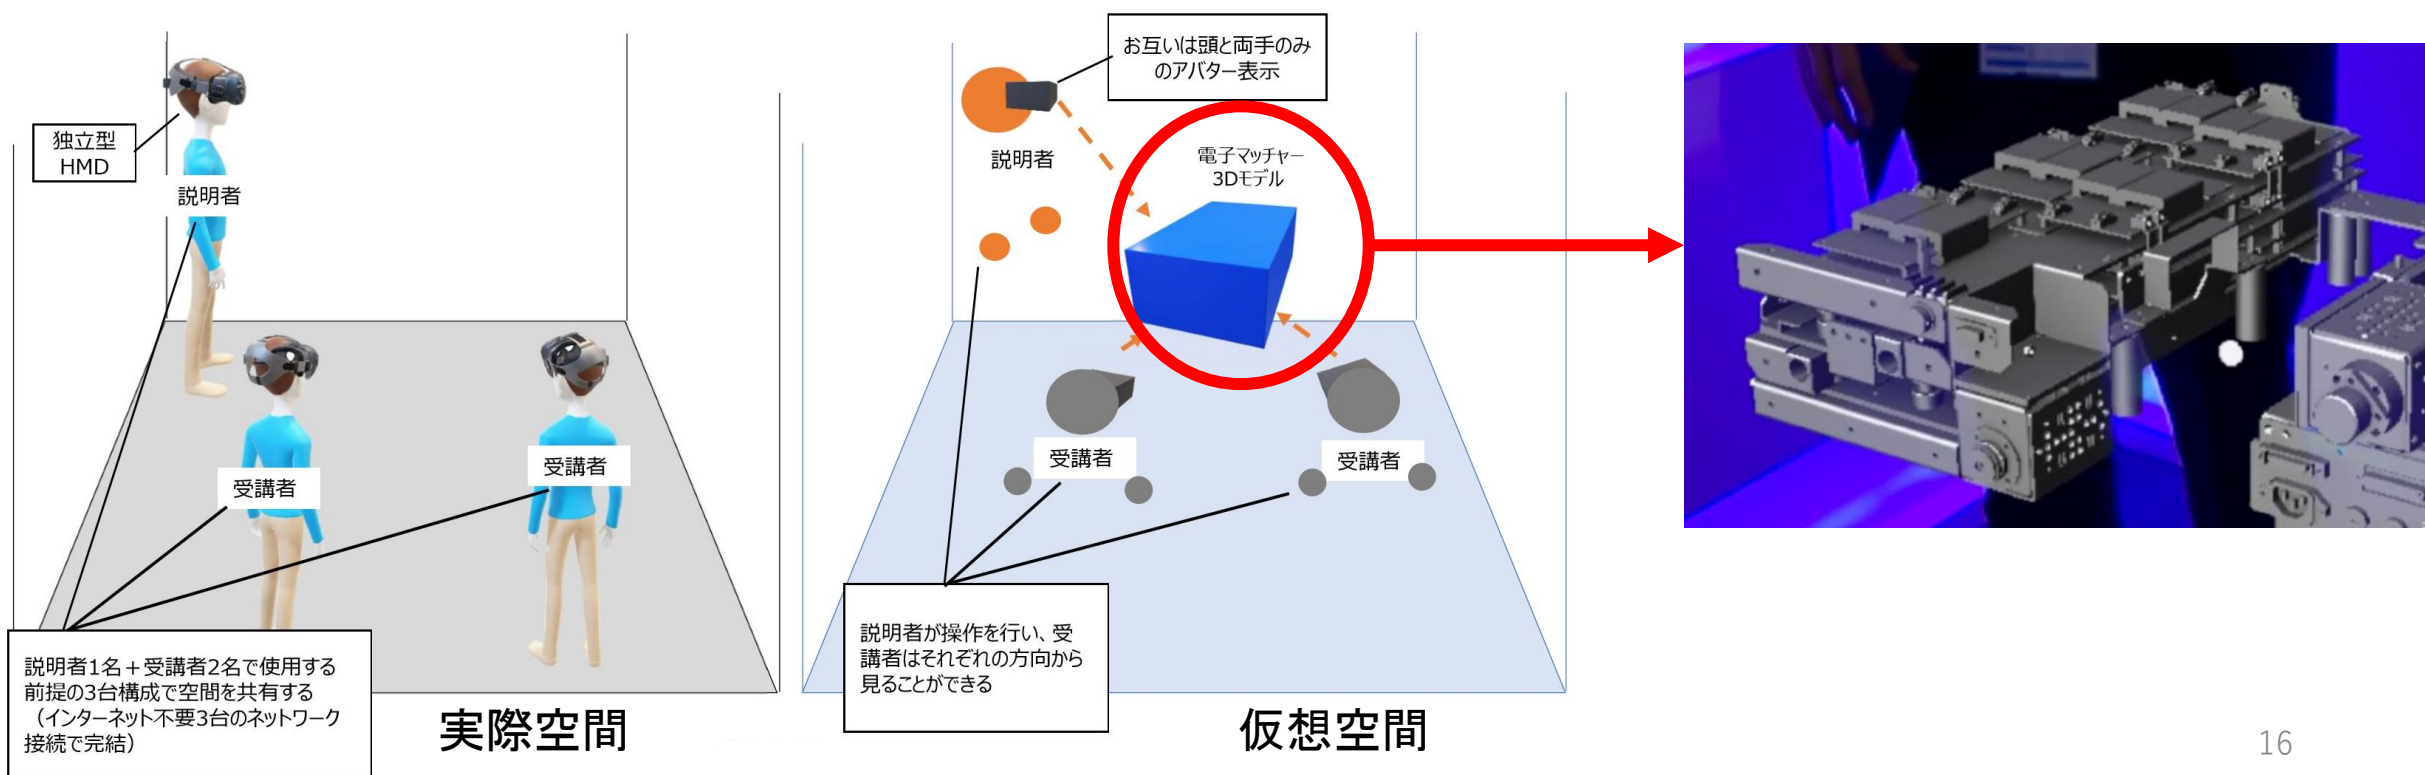 独立型
HMD
説明者
受講者
受講者
説明者1名＋受講者2名で使用する
前提の3台構成で空間を共有する
（インターネット不要3台のネットワーク
接続で完結）
実際空間
お互いは頭と両手のみ
のアバター表示
説明者
電子マッチャー
3Dモデル
受講者
受講者
説明者が操作を行い、受
講者はそれぞれの方向から
見ることができる
仮想空間
16